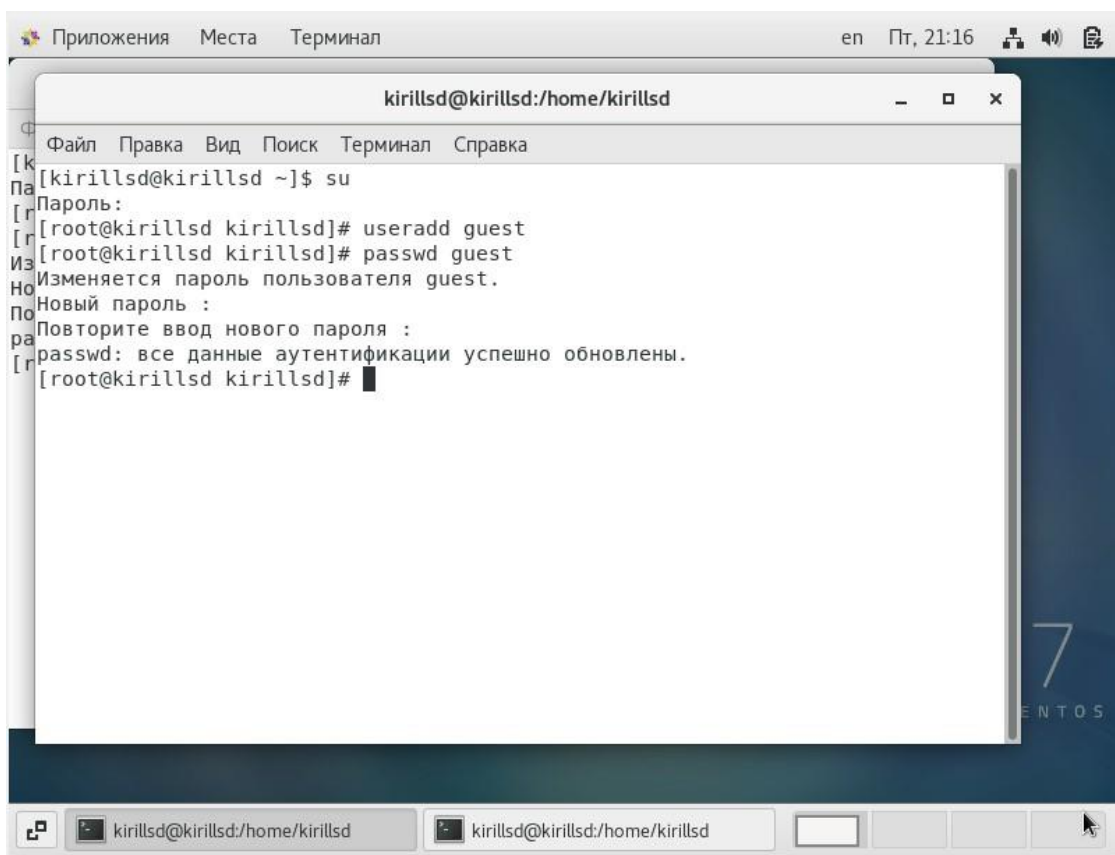 Приложения Места Терминал en Пт, 21:16
kirillsd@kirillsd:/home/kirillsd
Файл Правка Вид Поиск Терминал Справка
[kirillsd@kirillsd ~]$ su
Пароль:
[root@kirillsd kirillsd]# useradd guest
[root@kirillsd kirillsd]# passwd guest
Изменяется пароль пользователя guest.
Новый пароль :
Повторите ввод нового пароля :
passwd: все данные аутентификации успешно обновлены.
[root@kirillsd kirillsd]#
7
ENTOS
kirillsd@kirillsd:/home/kirillsd kirillsd@kirillsd:/home/kirillsd